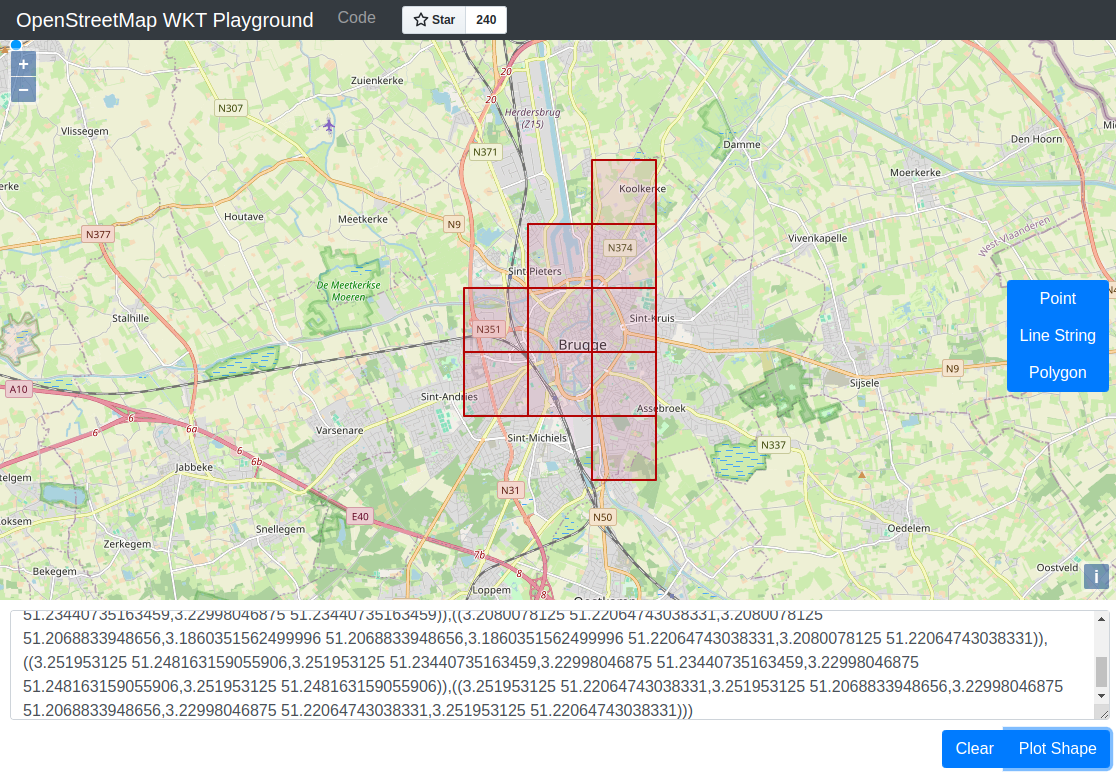 OpenStreetMap WKT Playground Code Star 240
+
−
20
Zuienkerke
20
N307
Herdersbrug
(Z15)
Vlissegem
Den Hoorn
Damme
N371
Moerkerke
erke
Koolkerke
Houtave
Meetkerke
N9
N377
West-Vlaanderen
Vivenkapelle
N374
Sint-Pieters
De Meetkerkse
Moeren
Point
Stalhille
Sint-Kruis
N351
Line String
Brugge
N9
Polygon
Sijsele
A10
Sint-Andries
Assebroek
6
6a
6
Varsenare
Sint-Michiels
N337
6b
Jabbeke
telgem
N31
E40
N50
oksem
Snellegem
Oedelem
Zerkegem
7b
Bekegem
8
Oostveld
i
Loppem
8
Oostkamp
51.23440735163459,3.22998046875 51.23440735163459)),((3.2080078125 51.22064743038331,3.2080078125
51.2068833948656,3.1860351562499996 51.2068833948656,3.1860351562499996 51.22064743038331,3.2080078125 51.22064743038331)),
((3.251953125 51.248163159055906,3.251953125 51.23440735163459,3.22998046875 51.23440735163459,3.22998046875
51.248163159055906,3.251953125 51.248163159055906)),((3.251953125 51.22064743038331,3.251953125 51.2068833948656,3.22998046875
51.2068833948656,3.22998046875 51.22064743038331,3.251953125 51.22064743038331)))
Clear Plot Shape